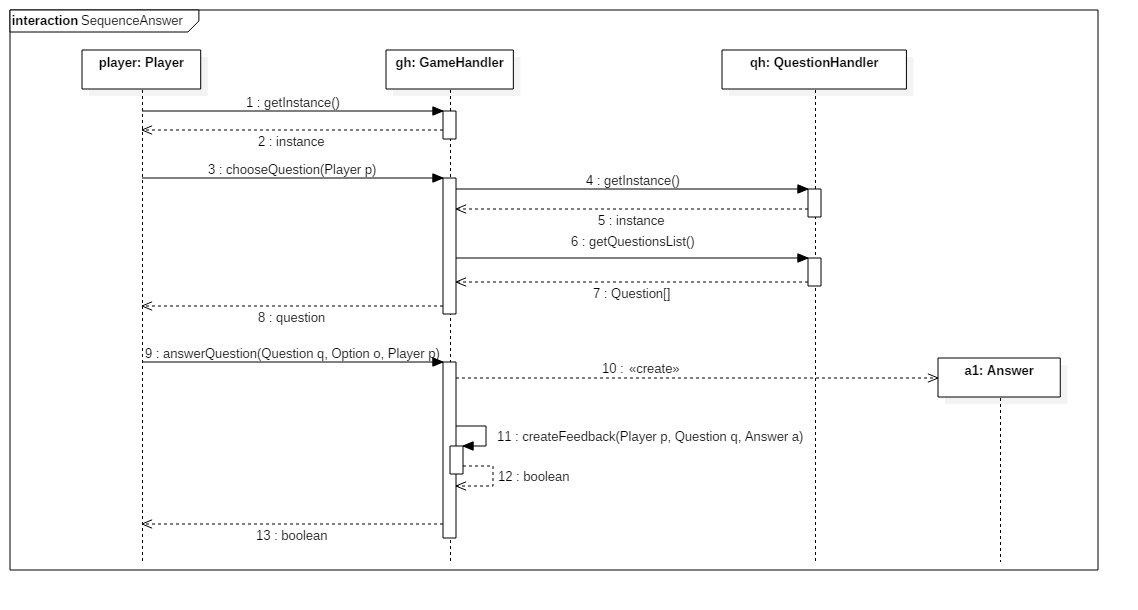 interaction SequenceAnswer
player: Player
gh: GameHandler
qh: QuestionHandler
1 : getInstance()
2 : instance
3 : chooseQuestion(Player p)
4 : getInstance()
5 : instance
6 : getQuestionsList()
7 : Question[]
8 : question
9 : answerQuestion(Question q, Option o, Player p)
10 : «create»
a1: Answer
11 : createFeedback(Player p, Question q, Answer a)
12 : boolean
13 : boolean